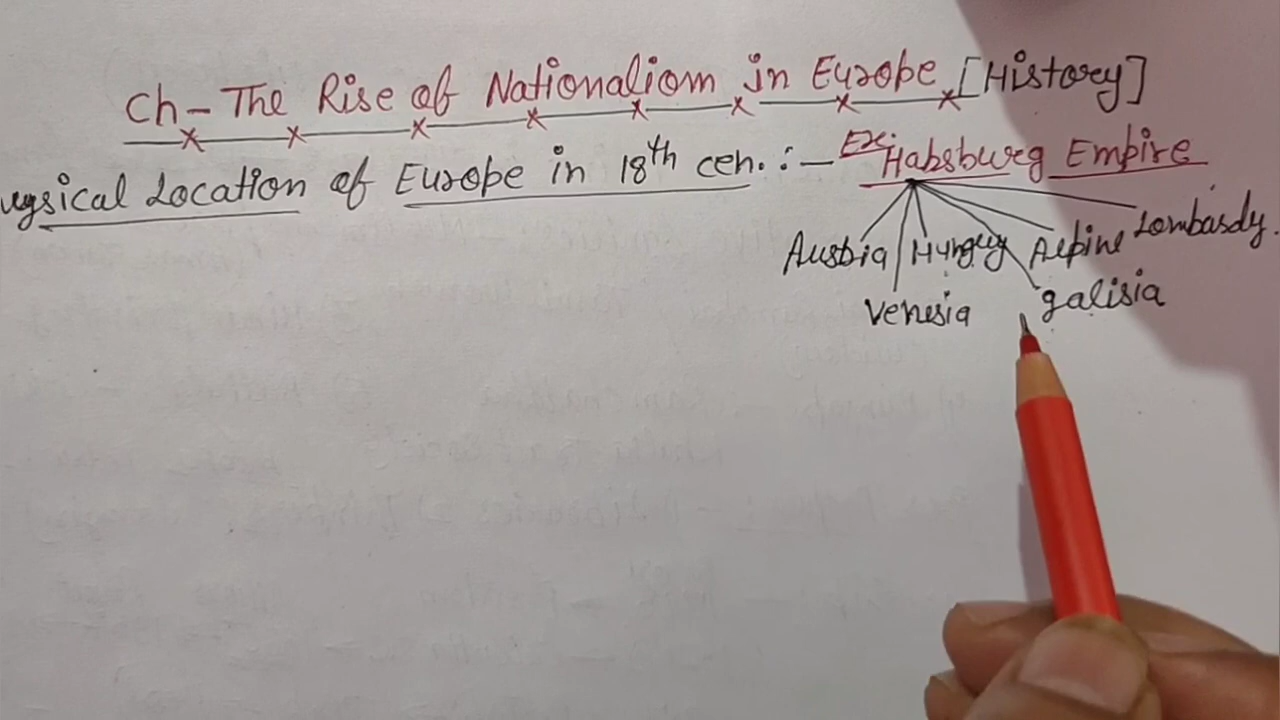 Ch - The Rise of Nationaliom in Europe [History]
ysical Location of Europe in 18th cen. :- Ex: Habsburg Empire
Austria Hungry Alpine Lombardy.
Venesia galisia